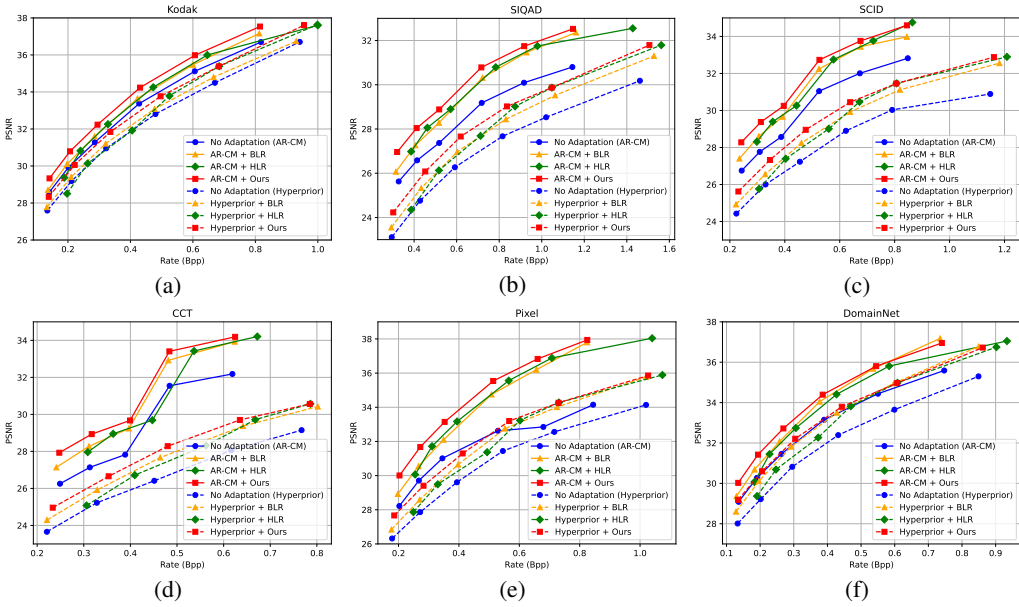 Kodak
PSNR
38
36
34
32
30
28
26
0.2
0.4
0.6
0.8
1.0
Rate (Bpp)
No Adaptation (AR-CM)
AR-CM + BLR
AR-CM + HLR
AR-CM + Ours
No Adaptation (Hyperprior)
Hyperprior + BLR
Hyperprior + HLR
Hyperprior + Ours
(a)
SIQAD
PSNR
32
30
28
26
24
0.4
0.6
0.8
1.0
1.2
1.4
1.6
Rate (Bpp)
No Adaptation (AR-CM)
AR-CM + BLR
AR-CM + HLR
AR-CM + Ours
No Adaptation (Hyperprior)
Hyperprior + BLR
Hyperprior + HLR
Hyperprior + Ours
(b)
SCID
PSNR
34
32
30
28
26
24
22
0.2
0.4
0.6
0.8
1.0
1.2
Rate (Bpp)
No Adaptation (AR-CM)
AR-CM + BLR
AR-CM + HLR
AR-CM + Ours
No Adaptation (Hyperprior)
Hyperprior + BLR
Hyperprior + HLR
Hyperprior + Ours
(c)
CCT
PSNR
34
32
30
28
26
24
0.2
0.3
0.4
0.5
0.6
0.7
0.8
Rate (Bpp)
No Adaptation (AR-CM)
AR-CM + BLR
AR-CM + HLR
AR-CM + Ours
No Adaptation (Hyperprior)
Hyperprior + BLR
Hyperprior + HLR
Hyperprior + Ours
(d)
Pixel
PSNR
38
36
34
32
30
28
26
0.2
0.4
0.6
0.8
1.0
Rate (Bpp)
No Adaptation (AR-CM)
AR-CM + BLR
AR-CM + HLR
AR-CM + Ours
No Adaptation (Hyperprior)
Hyperprior + BLR
Hyperprior + HLR
Hyperprior + Ours
(e)
DomainNet
PSNR
38
36
34
32
30
28
0.1
0.2
0.3
0.4
0.5
0.6
0.7
0.8
0.9
Rate (Bpp)
No Adaptation (AR-CM)
AR-CM + BLR
AR-CM + HLR
AR-CM + Ours
No Adaptation (Hyperprior)
Hyperprior + BLR
Hyperprior + HLR
Hyperprior + Ours
(f)